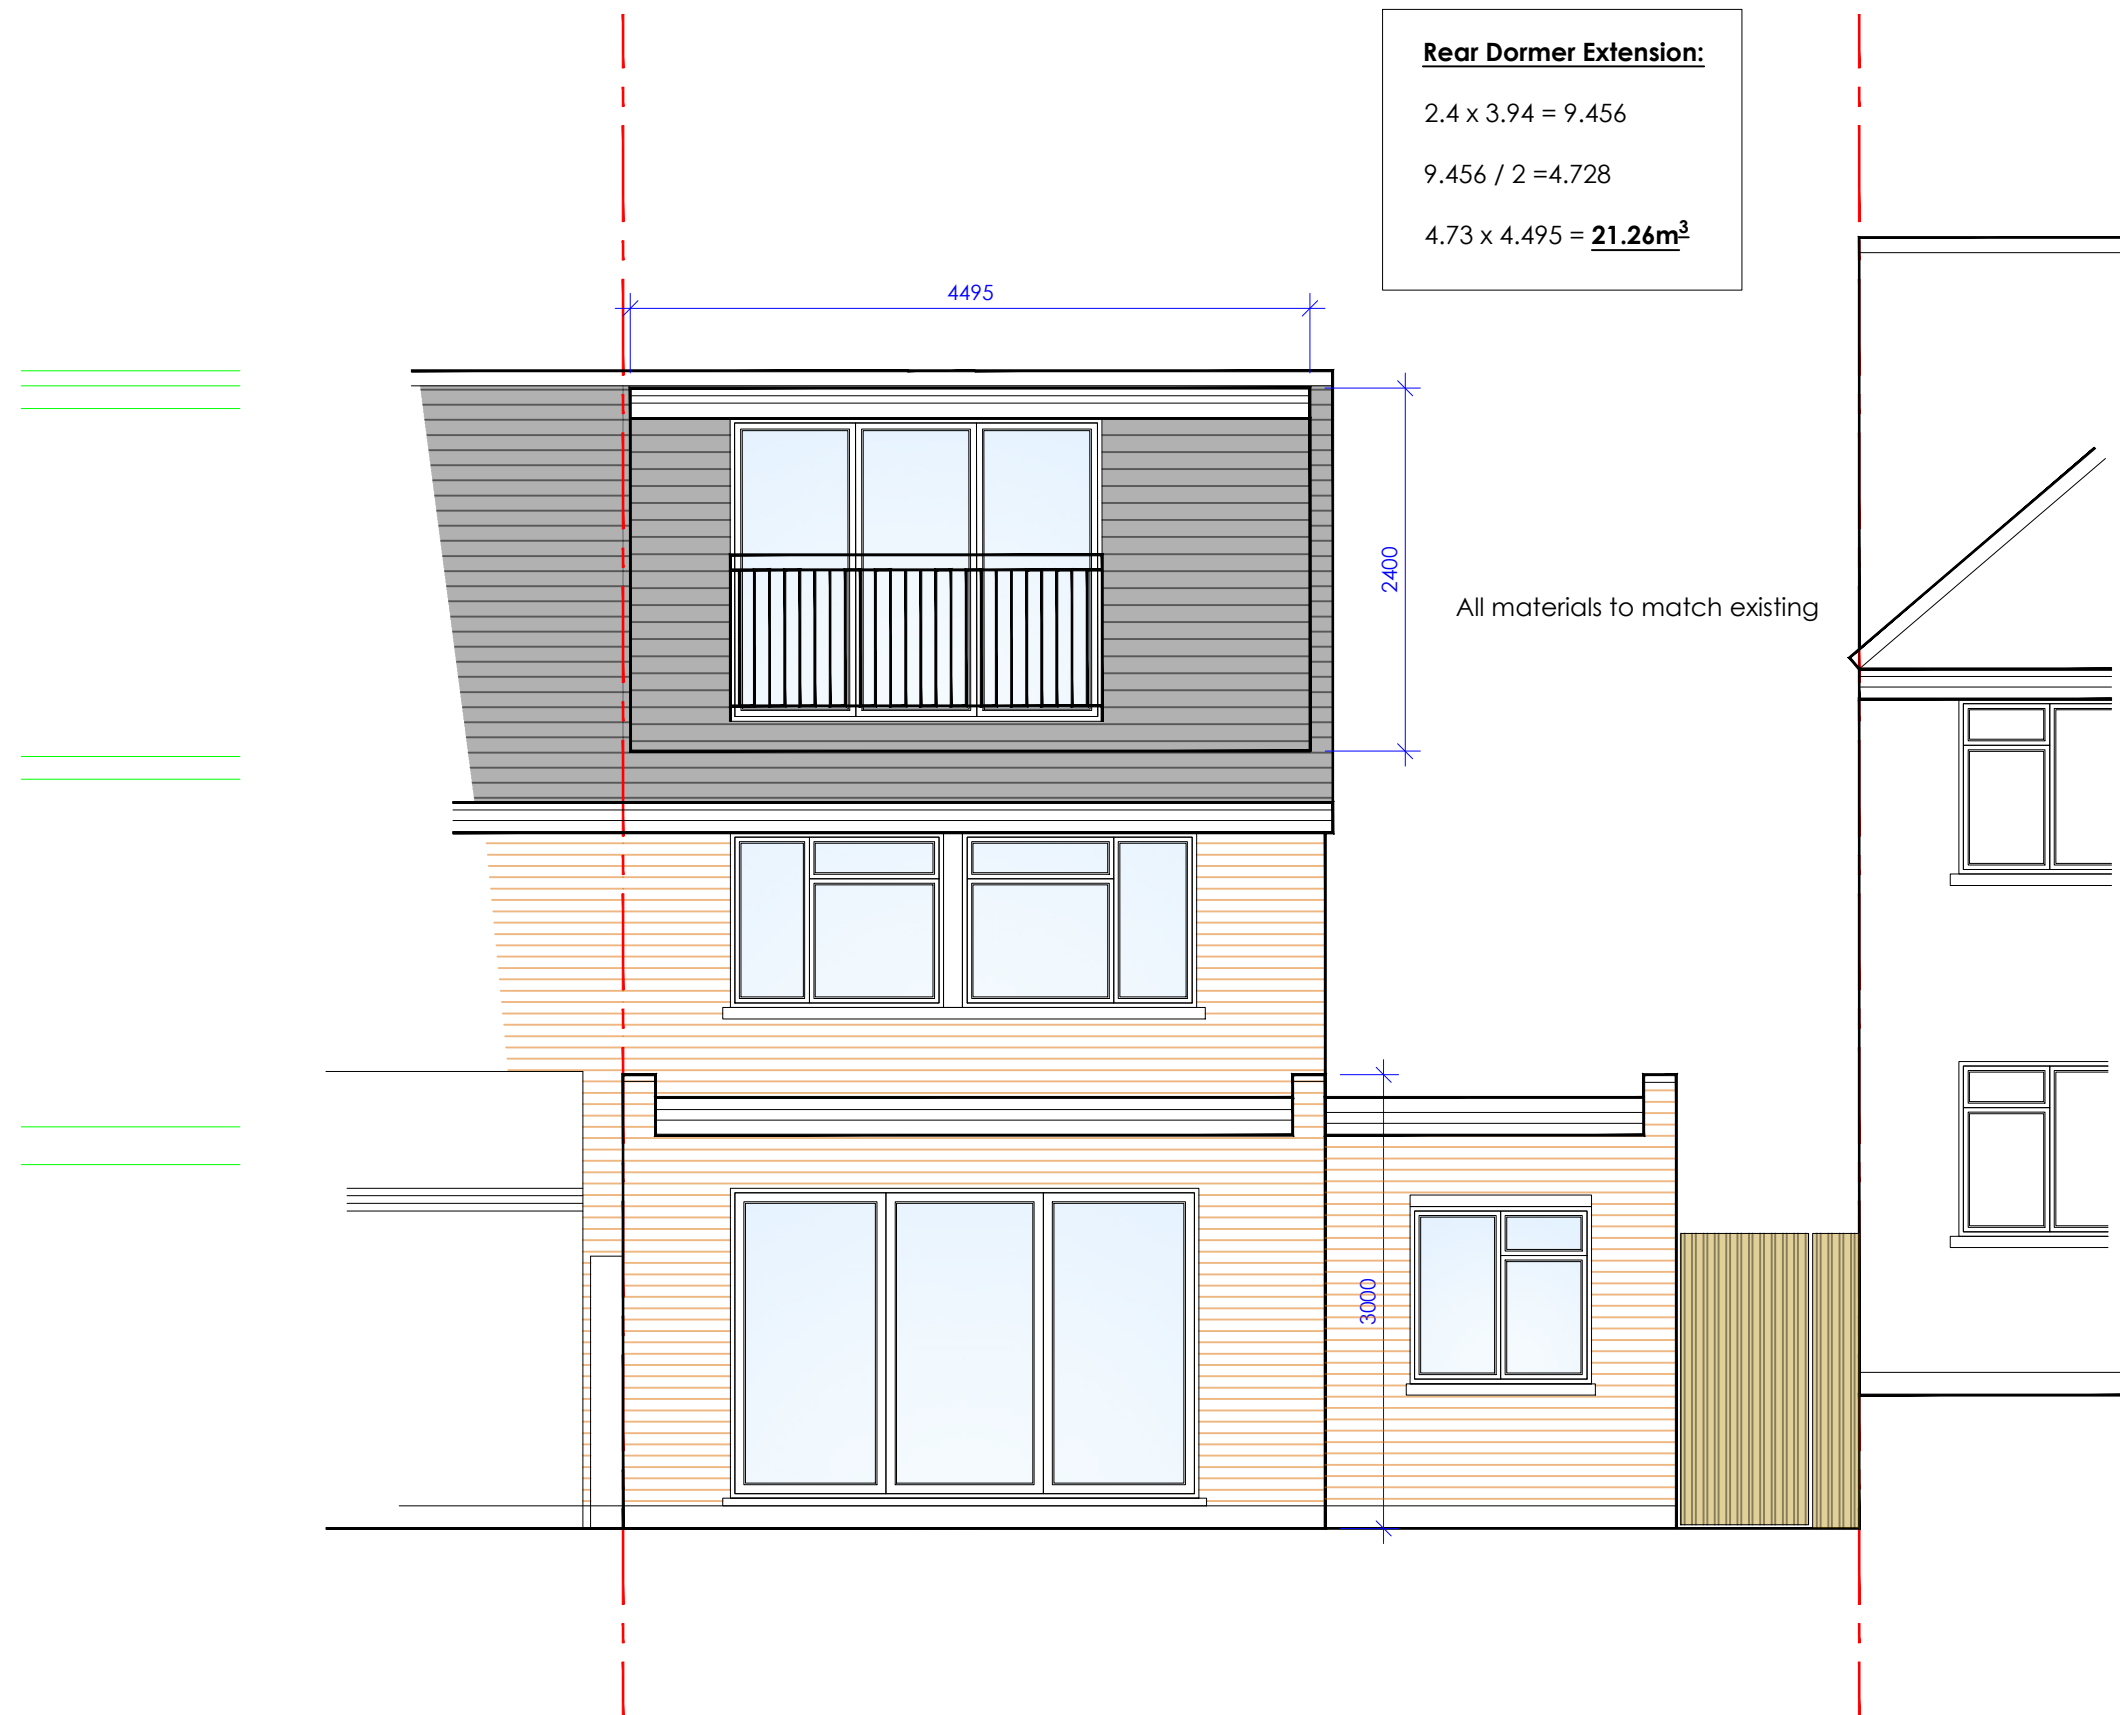 Rear Dormer Extension:
2.4 x 3.94 = 9.456
9.456 / 2 =4.728
4.73 x 4.495 = 21.26m³
4495
2400
All materials to match existing
3000